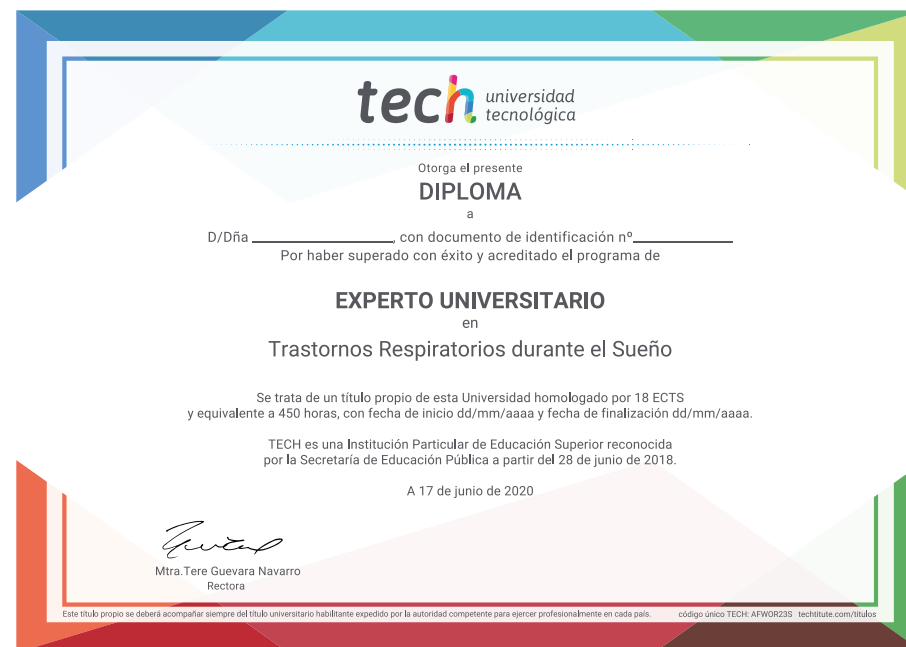 tech universidad
tecnológica
Otorga el presente
DIPLOMA
a
D/Dña ____________________, con documento de identificación nº______________
Por haber superado con éxito y acreditado el programa de
EXPERTO UNIVERSITARIO
en
Trastornos Respiratorios durante el Sueño
Se trata de un título propio de esta Universidad homologado por 18 ECTS
y equivalente a 450 horas, con fecha de inicio dd/mm/aaaa y fecha de finalización dd/mm/aaaa.
TECH es una Institución Particular de Educación Superior reconocida
por la Secretaría de Educación Pública a partir del 28 de junio de 2018.
A 17 de junio de 2020
Mtra.Tere Guevara Navarro
Rectora
Este título propio se deberá acompañar siempre del título universitario habilitante expedido por la autoridad competente para ejercer profesionalmente en cada país. código único TECH: AFWOR23S techtitute.com/titulos